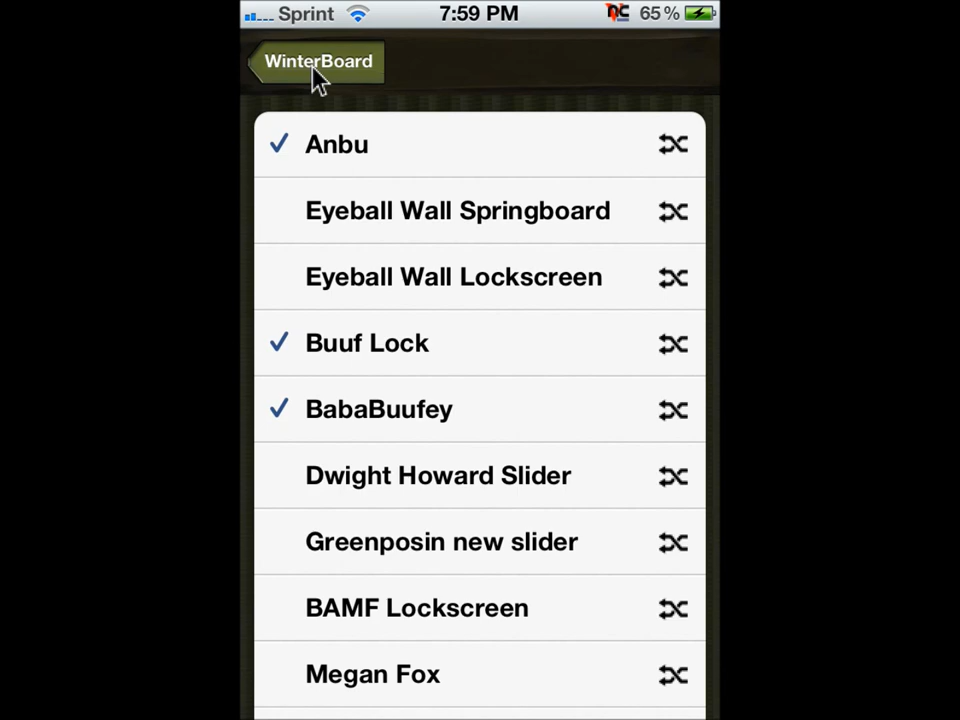 Sprint 7:59 PM 65%
WinterBoard
Anbu
Eyeball Wall Springboard
Eyeball Wall Lockscreen
Buuf Lock
BabaBuufey
Dwight Howard Slider
Greenposin new slider
BAMF Lockscreen
Megan Fox